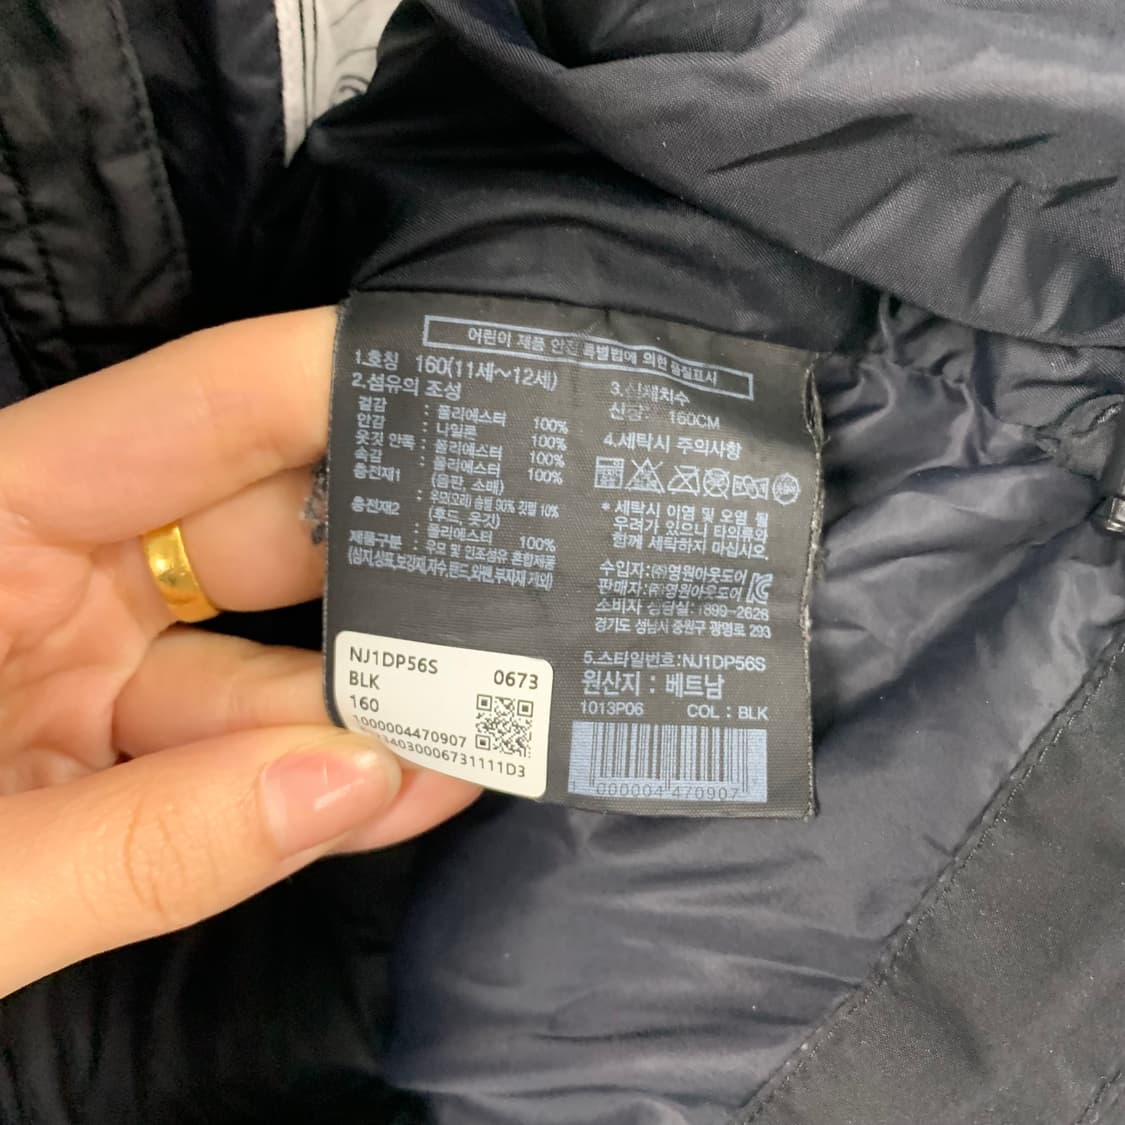 어린이 제품 안전 특별법에 의한 품질표시
1.호칭 160(11세~12세)
2.섬유의 조성
겉감 : 폴리에스터 100%
안감 : 나일론 100%
옷깃 안쪽 : 폴리에스터 100%
속감 : 폴리에스터 100%
충전재1 (몸판, 소매)
: 우모(오리) 솜털 90% 깃털 10%
충전재2 (후드, 옷깃)
: 폴리에스터 100%
제품구분 : 우모 및 인조섬유 혼합제품
(심지,상표,보강재,자수,밴드,와펜,부자재 제외)
3.신체치수
신장: 160CM
4.세탁시 주의사항
* 세탁시 이염 및 오염 될
우려가 있으니 타의류와
함께 세탁하지 마십시오.
수입자:㈜영원아웃도어
판매자:㈜영원아웃도어
소비자 상담실:1899-2626
경기도 성남시 중원구 광명로 293
5.스타일번호:NJ1DP56S
원산지 : 베트남
1013P06 COL : BLK
1 000004 470907
NJ1DP56S 0673
BLK
160
1000004470907
34030006731111D3